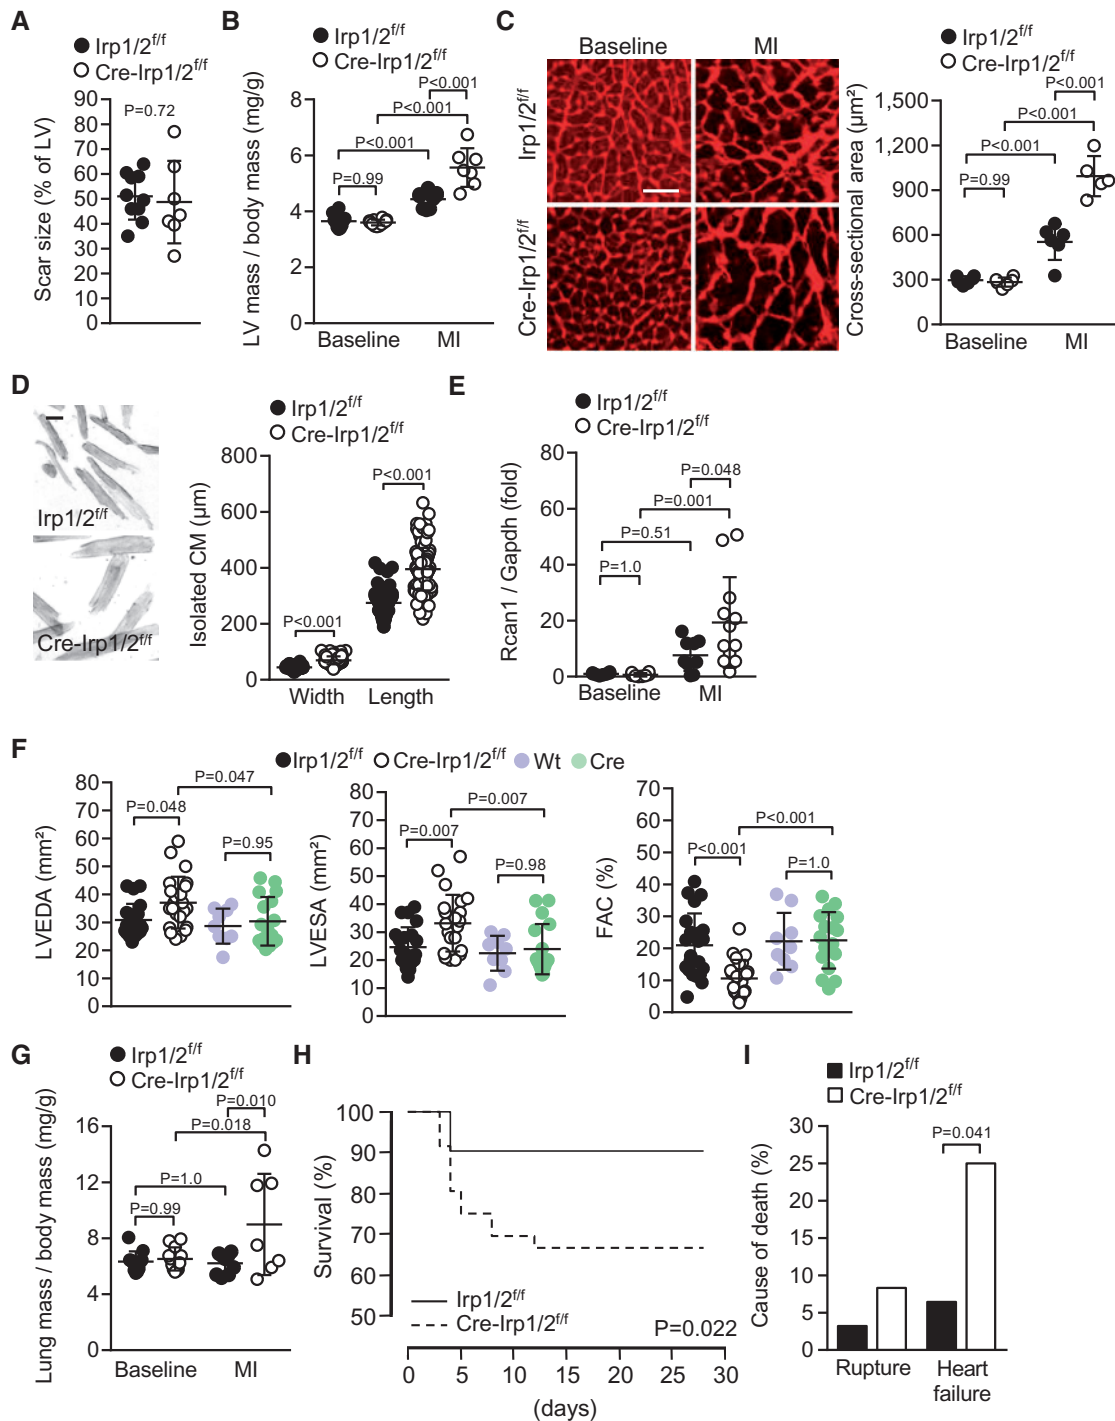 A
Irp1/2f/f
Cre-Irp1/2f/f
P=0.72
Scar size (% of LV)
90
80
70
60
50
40
30
20
10
0
B
Irp1/2f/f
Cre-Irp1/2f/f
P<0.001
P<0.001
P<0.001
P=0.99
LV mass / body mass (mg/g)
8
6
4
2
0
Baseline
MI
C
Baseline
MI
Irp1/2f/f
Cre-Irp1/2f/f
Irp1/2f/f
Cre-Irp1/2f/f
P<0.001
P<0.001
P<0.001
P=0.99
Cross-sectional area (µm²)
1,500
1,200
900
600
300
0
Baseline
MI
D
Irp1/2f/f
Cre-Irp1/2f/f
Irp1/2f/f
Cre-Irp1/2f/f
P<0.001
P<0.001
Isolated CM (µm)
800
600
400
200
0
Width
Length
E
Irp1/2f/f
Cre-Irp1/2f/f
P=0.048
P=0.001
P=0.51
P=1.0
Rcan1 / Gapdh (fold)
80
60
40
20
0
Baseline
MI
F
Irp1/2f/f
Cre-Irp1/2f/f
Wt
Cre
P=0.047
P=0.048
P=0.95
LVEDA (mm²)
80
70
60
50
40
30
20
10
0
P=0.007
P=0.007
P=0.98
LVESA (mm²)
80
70
60
50
40
30
20
10
0
P<0.001
P<0.001
P=1.0
FAC (%)
70
60
50
40
30
20
10
0
G
Irp1/2f/f
Cre-Irp1/2f/f
P=0.010
P=0.018
P=1.0
P=0.99
Lung mass / body mass (mg/g)
16
12
8
4
0
Baseline
MI
H
Survival (%)
100
90
80
70
60
50
Irp1/2f/f
Cre-Irp1/2f/f
P=0.022
0
5
10
15
20
25
30
(days)
I
Irp1/2f/f
Cre-Irp1/2f/f
P=0.041
Cause of death (%)
30
25
20
15
10
5
0
Rupture
Heart
failure